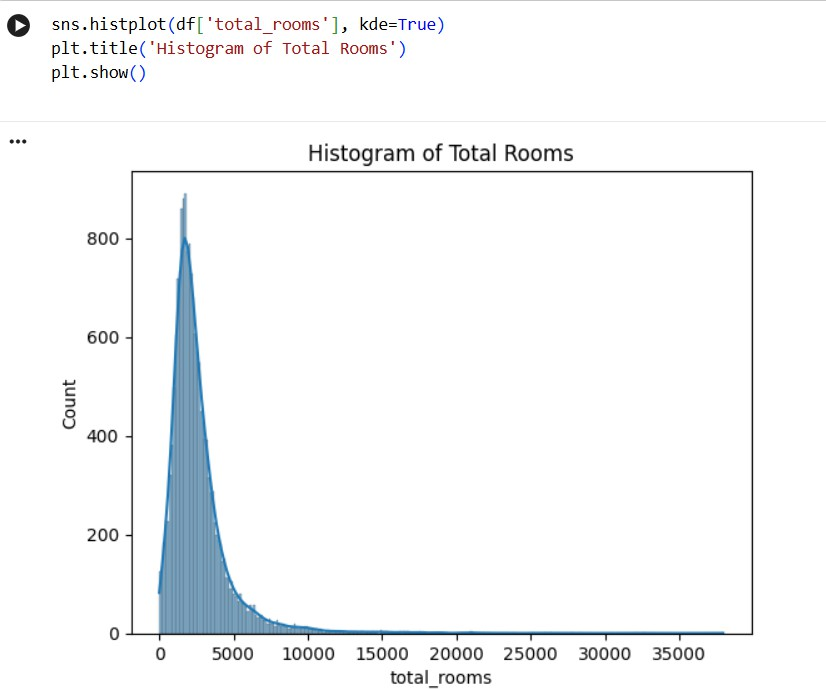 sns.histplot(df['total_rooms'], kde=True)
plt.title('Histogram of Total Rooms')
plt.show()
Histogram of Total Rooms
800
600
400
200
0
Count
0 5000 10000 15000 20000 25000 30000 35000
total_rooms